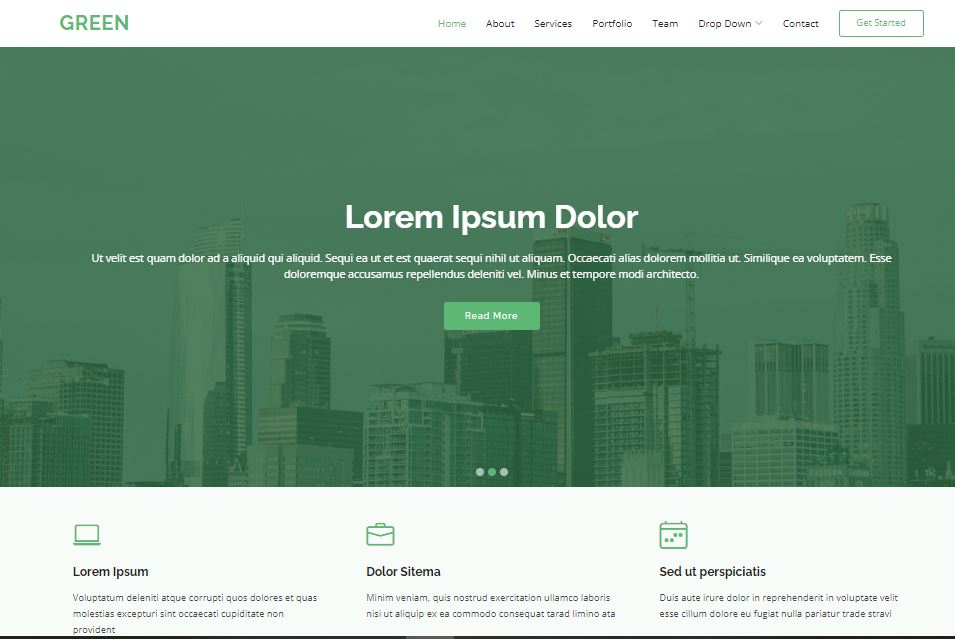 GREEN
Home About Services Portfolio Team Drop Down Contact Get Started
Lorem Ipsum Dolor
Ut velit est quam dolor ad a aliquid qui aliquid. Sequi ea ut et est quaerat sequi nihil ut aliquam. Occaecati alias dolorem mollitia ut. Similique ea voluptatem. Esse
doloremque accusamus repellendus deleniti vel. Minus et tempore modi architecto.
Read More
Lorem Ipsum
Voluptatum deleniti atque corrupti quos dolores et quas
molestias excepturi sint occaecati cupiditate non
provident
Dolor Sitema
Minim veniam, quis nostrud exercitation ullamco laboris
nisi ut aliquip ex ea commodo consequat tarad limino ata
Sed ut perspiciatis
Duis aute irure dolor in reprehenderit in voluptate velit
esse cillum dolore eu fugiat nulla pariatur trade stravi